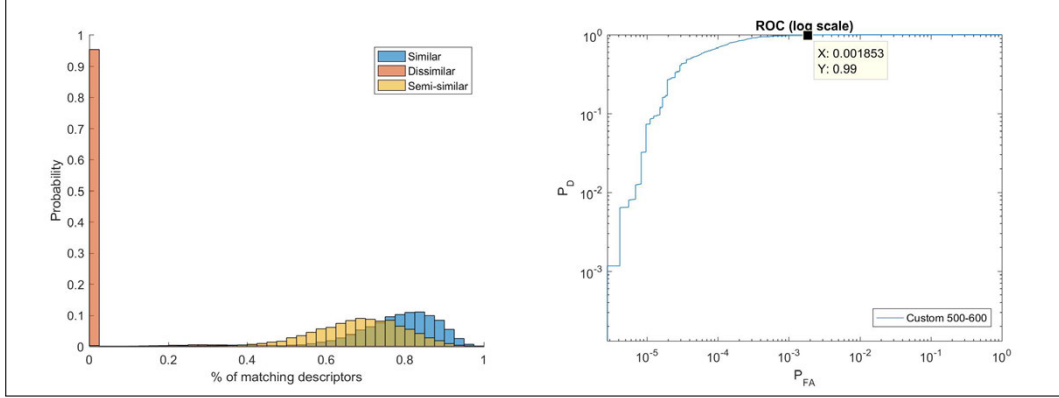 1
0.9
0.8
0.7
0.6
0.5
0.4
0.3
0.2
0.1
0
Probability
0 0.2 0.4 0.6 0.8 1
% of matching descriptors
Similar
Dissimilar
Semi-similar
ROC (log scale)
X: 0.001853
Y: 0.99
10^0
10^-1
10^-2
10^-3
P_D
10^-5 10^-4 10^-3 10^-2 10^-1 10^0
P_FA
Custom 500-600